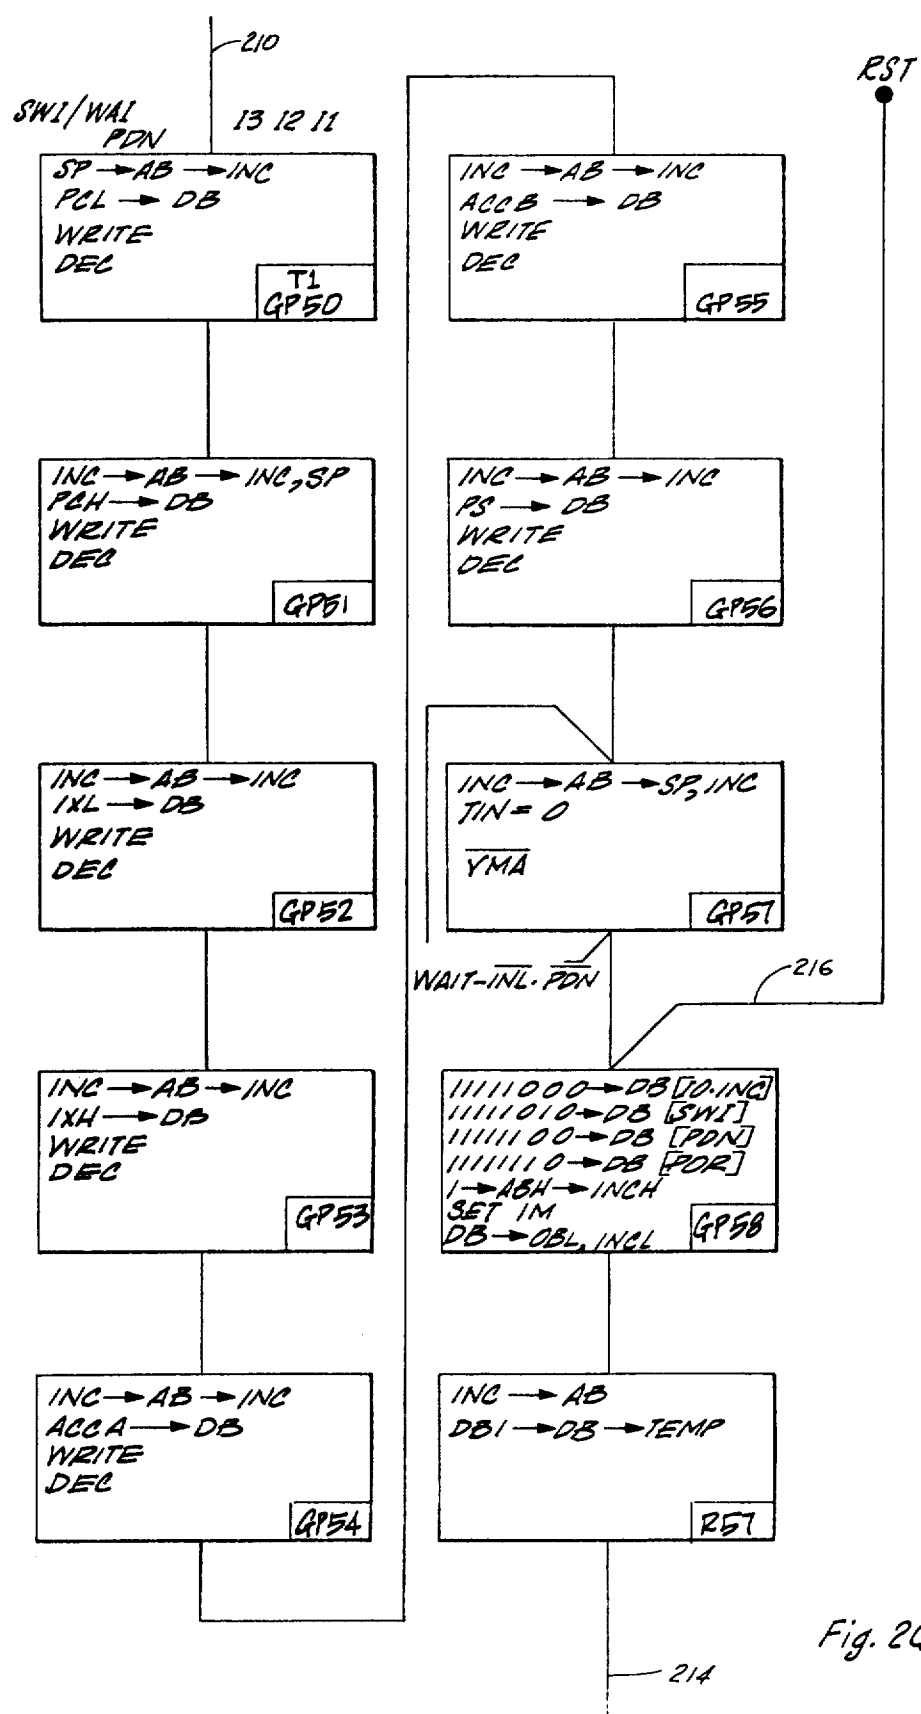 210
SWI/WAI
PDN
I3 I2 I1
SP → AB → INC
PCL → DB
WRITE
DEC
T1
GP50
INC → AB → INC, SP
PCH → DB
WRITE
DEC
GP51
INC → AB → INC
IXL → DB
WRITE
DEC
GP52
INC → AB → INC
IXH → DB
WRITE
DEC
GP53
INC → AB → INC
ACCA → DB
WRITE
DEC
GP54
INC → AB → INC
ACCB → DB
WRITE
DEC
GP55
INC → AB → INC
PS → DB
WRITE
DEC
GP56
INC → AB → SP, INC
TIN = 0
Y̅M̅A̅
GP57
WAIT-I̅N̅L̅·P̅D̅N̅
RST
216
11111000 → DB [IO·INC]
11111010 → DB [SWI]
11111100 → DB [PDN]
11111110 → DB [POR]
1 → ABH → INCH
SET IM
DB → OBL, INCL
GP58
INC → AB
DBI → DB → TEMP
R57
214
Fig. 2